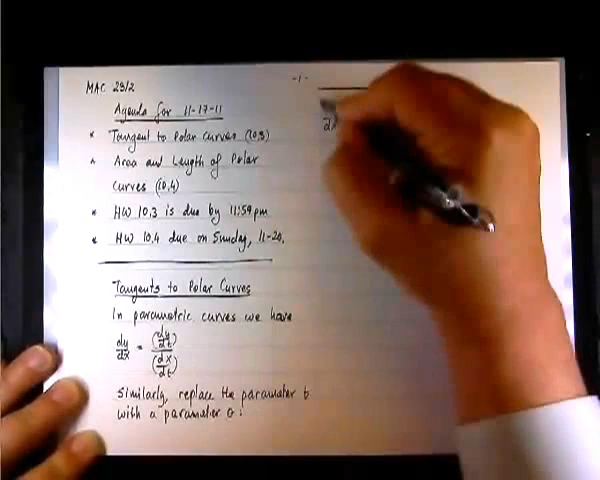 MAC 2312
-1-
Agenda for 11-17-11
* Tangent to Polar Curves (10.3)
* Area and Length of Polar
Curves (10.4)
* HW 10.3 is due by 11:59pm
* HW 10.4 due on Sunday, 11-20.
Tangents to Polar Curves
In parametric curves we have
dy/dx = (dy/dt)/(dx/dt)
Similarly, replace the parameter t
with a parameter θ: